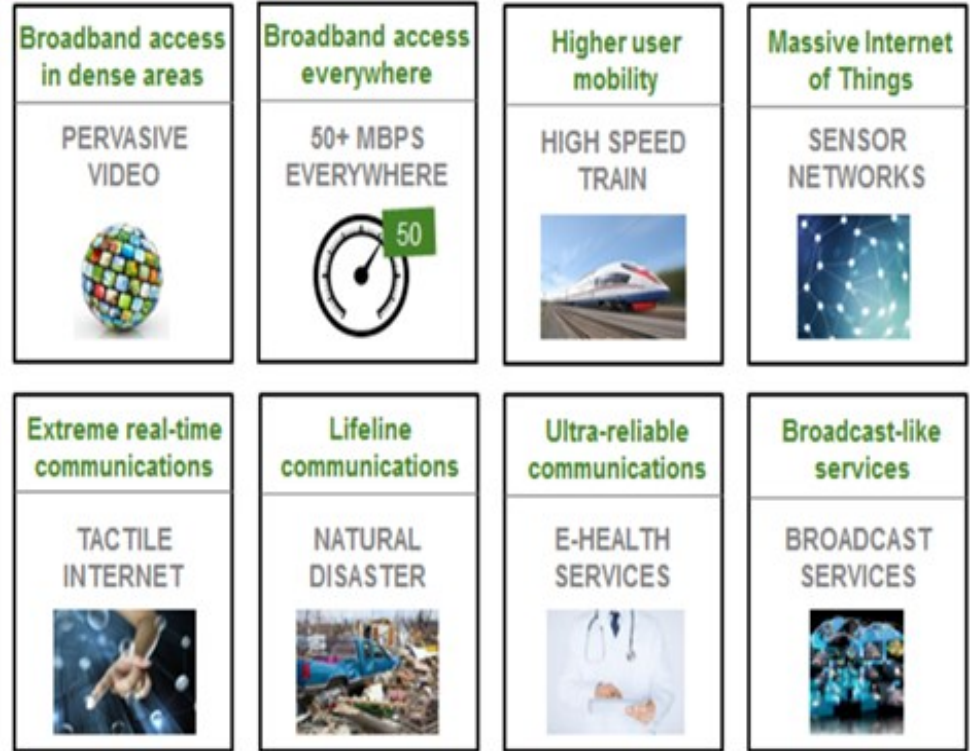 Broadband access
in dense areas
PERVASIVE
VIDEO
Broadband access
everywhere
50+ MBPS
EVERYWHERE
50
Higher user
mobility
HIGH SPEED
TRAIN
Massive Internet
of Things
SENSOR
NETWORKS
Extreme real-time
communications
TACTILE
INTERNET
Lifeline
communications
NATURAL
DISASTER
Ultra-reliable
communications
E-HEALTH
SERVICES
Broadcast-like
services
BROADCAST
SERVICES